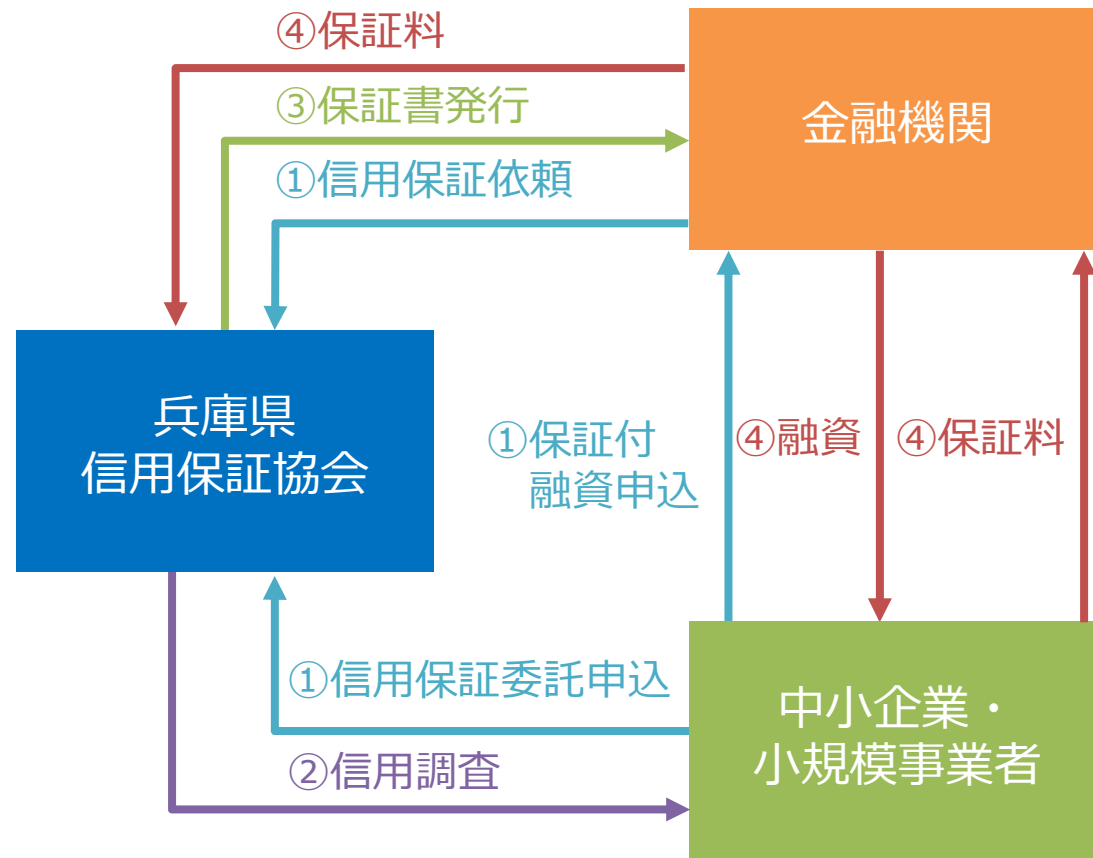 ④保証料
③保証書発行
①信用保証依頼
金融機関
兵庫県
信用保証協会
①保証付
融資申込
④融資
④保証料
①信用保証委託申込
②信用調査
中小企業・
小規模事業者